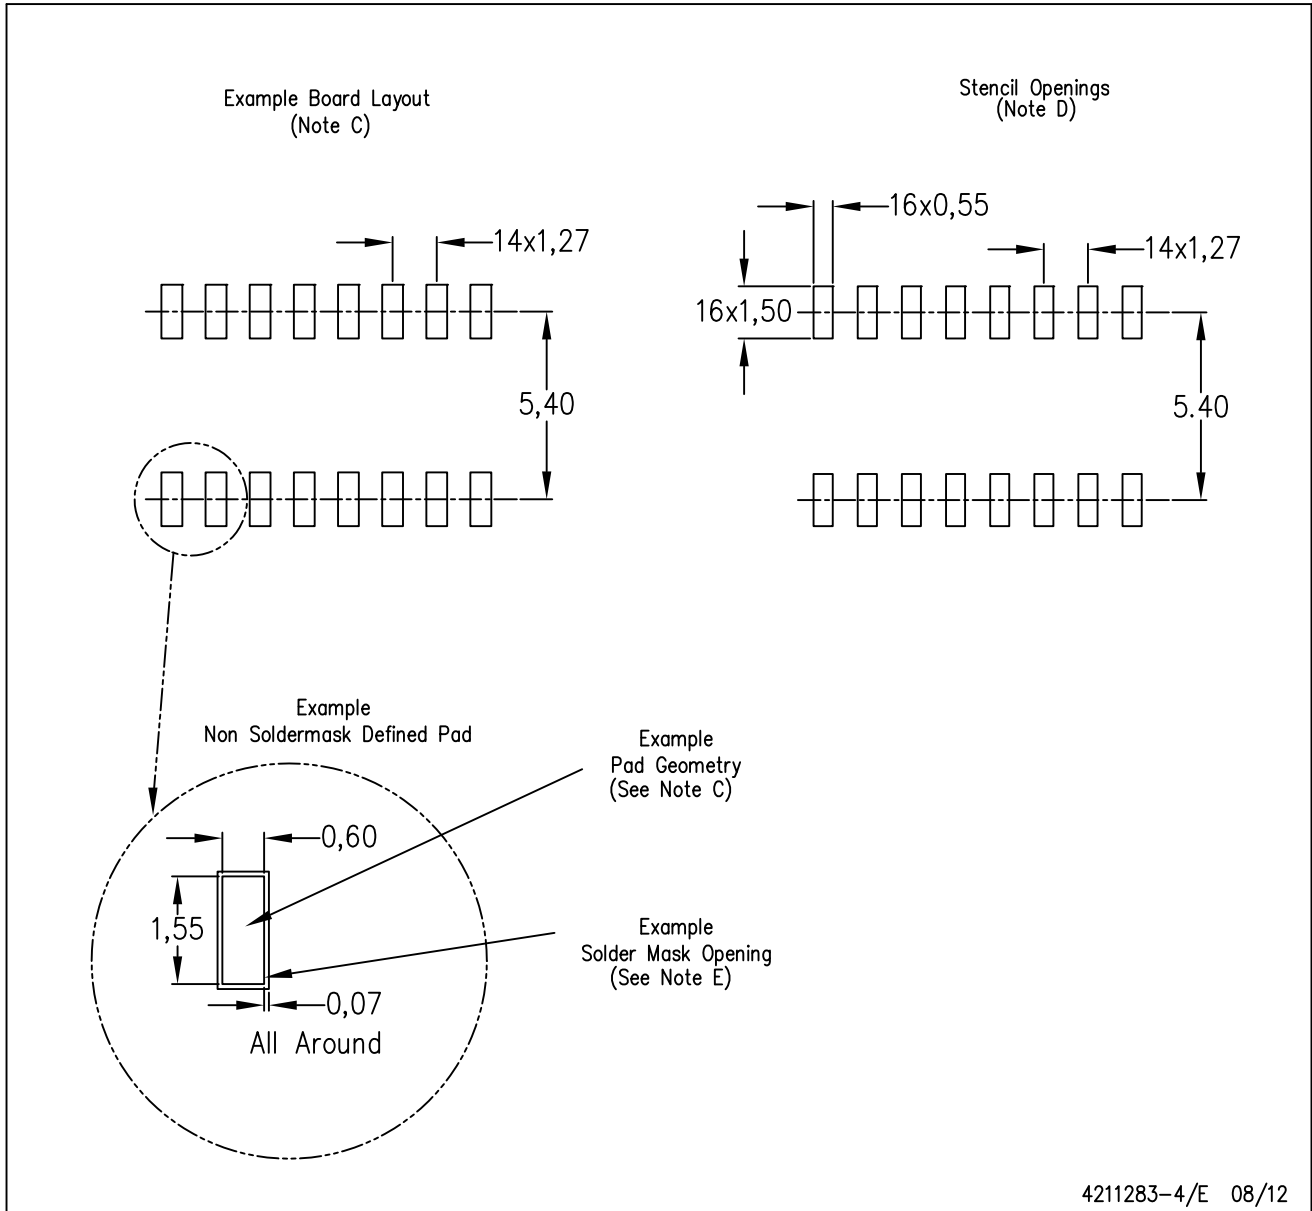 Example Board Layout
(Note C)
Stencil Openings
(Note D)
14x1,27
16x0,55
14x1,27
16x1,50
5,40
5.40
Example
Non Soldermask Defined Pad
Example
Pad Geometry
(See Note C)
0,60
1,55
Example
Solder Mask Opening
(See Note E)
0,07
All Around
4211283-4/E 08/12